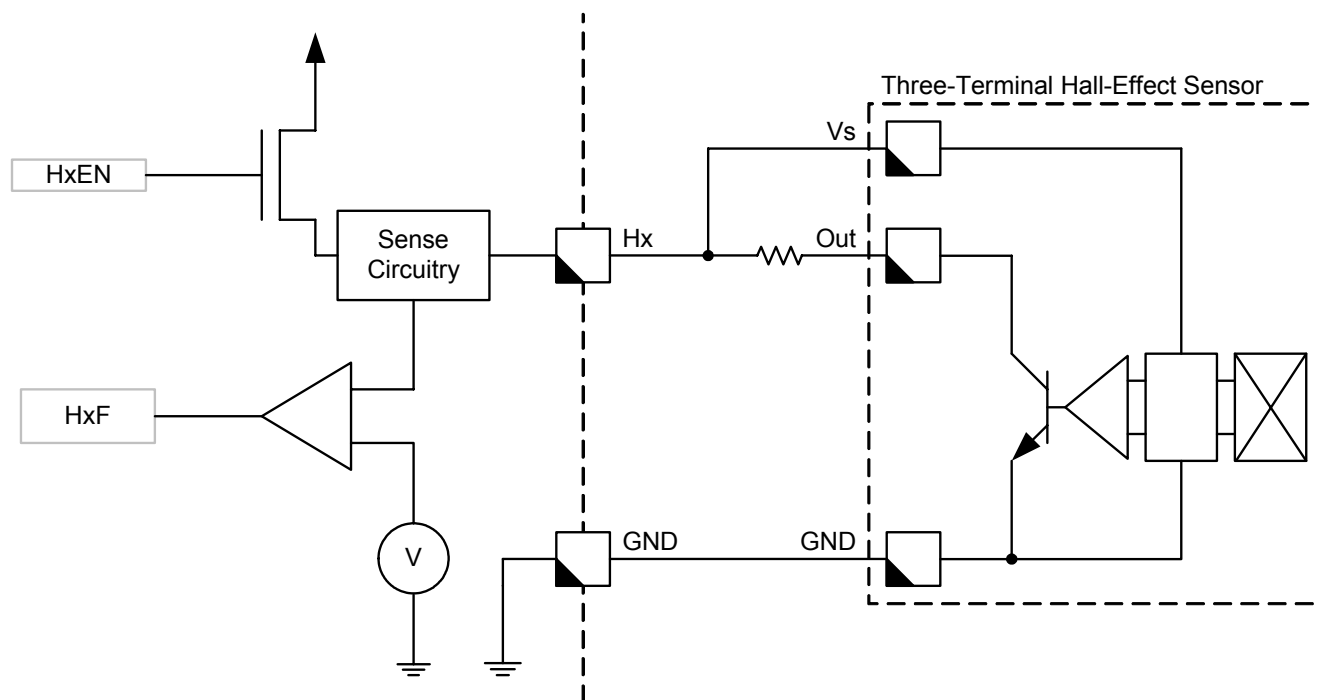 Three-Terminal Hall-Effect Sensor
Vs
HxEN
Sense
Circuitry
Hx
Out
HxF
GND
GND
V